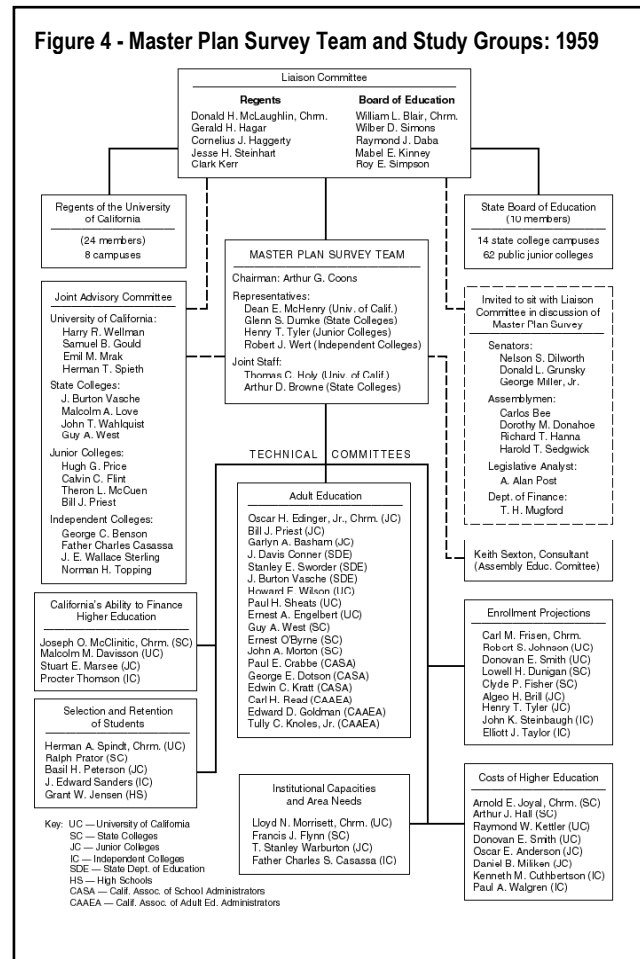 Figure 4 - Master Plan Survey Team and Study Groups: 1959
Liaison Committee
Regents
Donald H. McLaughlin, Chrm.
Gerald H. Hagar
Cornelius J. Haggerty
Jesse H. Steinhart
Clark Kerr
Board of Education
William L. Blair, Chrm.
Wilber D. Simons
Raymond J. Daba
Mabel E. Kinney
Roy E. Simpson
Regents of the University
of California
(24 members)
8 campuses
State Board of Education
(10 members)
14 state college campuses
62 public junior colleges
MASTER PLAN SURVEY TEAM
Chairman: Arthur G. Coons
Representatives:
Dean E. McHenry (Univ. of Calif.)
Glenn S. Dumke (State Colleges)
Henry T. Tyler (Junior Colleges)
Robert J. Wert (Independent Colleges)
Joint Staff:
Thomas C. Holy (Univ. of Calif.)
Arthur D. Browne (State Colleges)
Joint Advisory Committee
University of California:
Harry R. Wellman
Samuel B. Gould
Emil M. Mrak
Herman T. Spieth
State Colleges:
J. Burton Vasche
Malcolm A. Love
John T. Wahlquist
Guy A. West
Junior Colleges:
Hugh G. Price
Calvin C. Flint
Theron L. McCuen
Bill J. Priest
Independent Colleges:
George C. Benson
Father Charles Casassa
J. E. Wallace Sterling
Norman H. Topping
Invited to sit with Liaison
Committee in discussion of
Master Plan Survey
Senators:
Nelson S. Dilworth
Donald L. Grunsky
George Miller, Jr.
Assemblymen:
Carlos Bee
Dorothy M. Donahoe
Richard T. Hanna
Harold T. Sedgwick
Legislative Analyst:
A. Alan Post
Dept. of Finance:
T. H. Mugford
Keith Sexton, Consultant
(Assembly Educ. Comittee)
TECHNICAL COMMITTEES
Adult Education
Oscar H. Edinger, Jr., Chrm. (JC)
Bill J. Priest (JC)
Garlyn A. Basham (JC)
J. Davis Conner (SDE)
Stanley E. Sworder (SDE)
J. Burton Vasche (SDE)
Howard E. Wilson (UC)
Paul H. Sheats (UC)
Ernest A. Engelbert (UC)
Guy A. West (SC)
Ernest O'Byrne (SC)
John A. Morton (SC)
Paul E. Crabbe (CASA)
George E. Dotson (CASA)
Edwin C. Kratt (CASA)
Carl H. Read (CAAEA)
Edward D. Goldman (CAAEA)
Tully C. Knoles, Jr. (CAAEA)
California's Ability to Finance
Higher Education
Joseph O. McClinitic, Chrm. (SC)
Malcolm M. Davisson (UC)
Stuart E. Marsee (JC)
Procter Thomson (IC)
Selection and Retention
of Students
Herman A. Spindt, Chrm. (UC)
Ralph Prator (SC)
Basil H. Peterson (JC)
J. Edward Sanders (IC)
Grant W. Jensen (HS)
Institutional Capacities
and Area Needs
Lloyd N. Morrisett, Chrm. (UC)
Francis J. Flynn (SC)
T. Stanley Warburton (JC)
Father Charles S. Casassa (IC)
Enrollment Projections
Carl M. Frisen, Chrm.
Robert S. Johnson (UC)
Donovan E. Smith (UC)
Lowell H. Dunigan (SC)
Clyde P. Fisher (SC)
Algeo H. Brill (JC)
Henry T. Tyler (JC)
John K. Steinbaugh (IC)
Elliott J. Taylor (IC)
Costs of Higher Education
Arnold E. Joyal, Chrm. (SC)
Arthur J. Hall (SC)
Raymond W. Kettler (UC)
Donovan E. Smith (UC)
Oscar E. Anderson (JC)
Daniel B. Miliken (JC)
Kenneth M. Cuthbertson (IC)
Paul A. Walgren (IC)
Key: UC — University of California
SC — State Colleges
JC — Junior Colleges
IC — Independent Colleges
SDE — State Dept. of Education
HS — High Schools
CASA — Calif. Assoc. of School Administrators
CAAEA — Calif. Assoc. of Adult Ed. Administrators